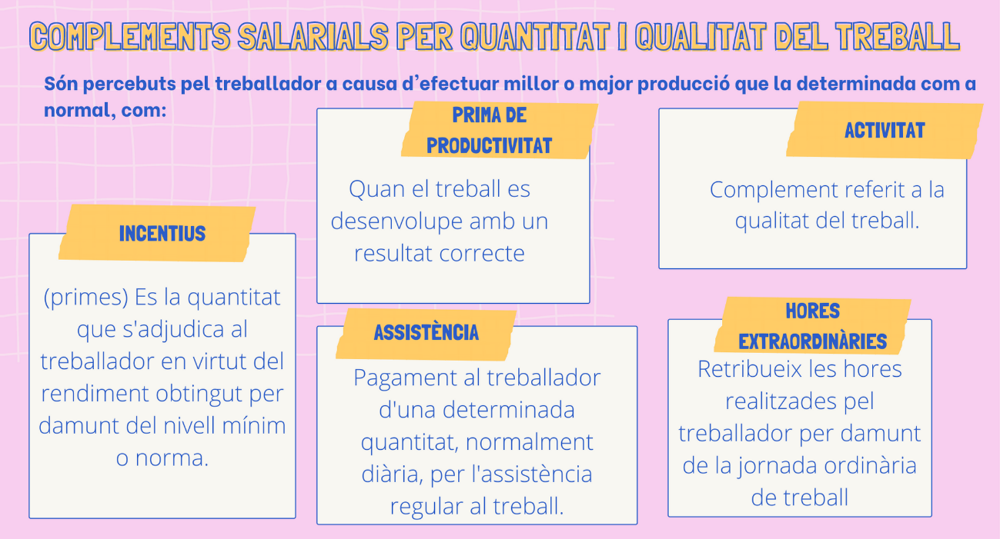 COMPLEMENTS SALARIALS PER QUANTITAT I QUALITAT DEL TREBALL
Són percebuts pel treballador a causa d'efectuar millor o major producció que la determinada com a
normal, com:
INCENTIUS
(primes) Es la quantitat
que s'adjudica al
treballador en virtut del
rendiment obtingut per
damunt del nivell mínim
o norma.
PRIMA DE
PRODUCTIVITAT
Quan el treball es
desenvolupe amb un
resultat correcte
ASSISTÈNCIA
Pagament al treballador
d'una determinada
quantitat, normalment
diària, per l'assistència
regular al treball.
ACTIVITAT
Complement referit a la
qualitat del treball.
HORES
EXTRAORDINÀRIES
Retribueix les hores
realitzades pel
treballador per damunt
de la jornada ordinària
de treball